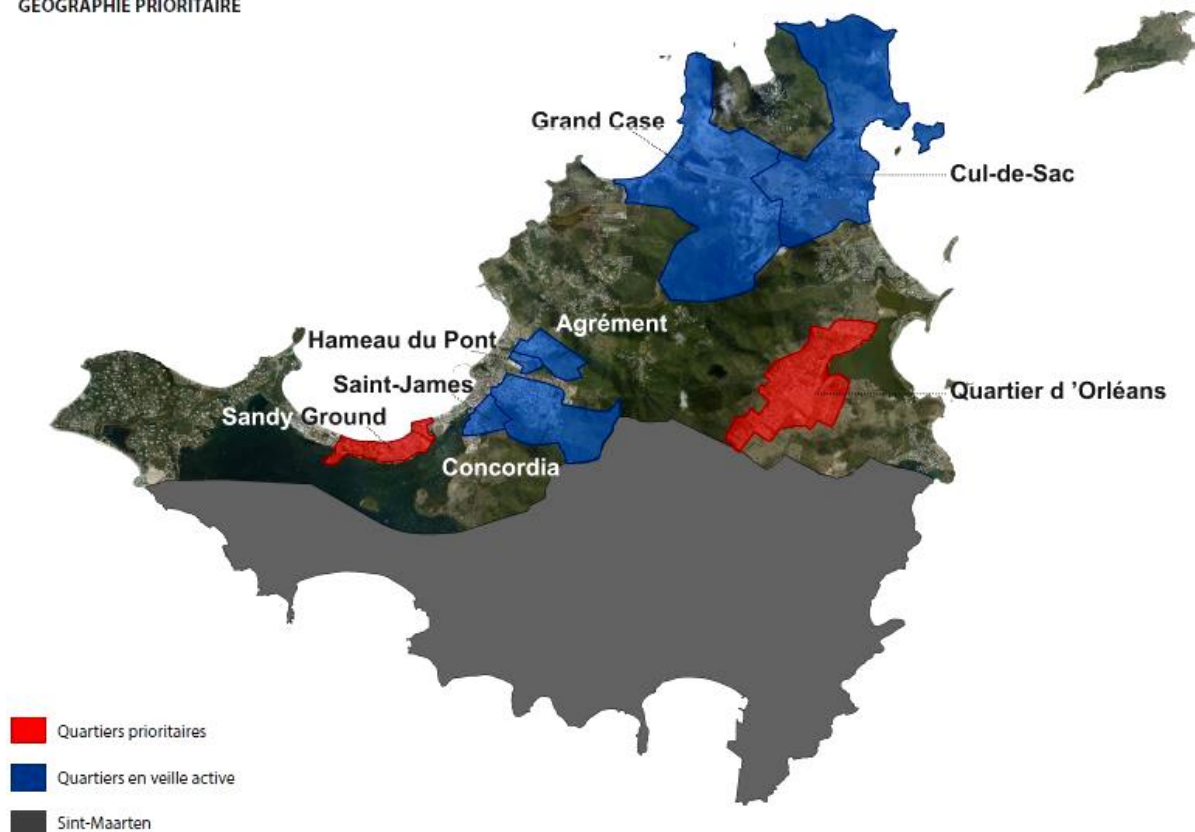 GÉOGRAPHIE PRIORITAIRE
Grand Case
Cul-de-Sac
Agrément
Hameau du Pont
Saint-James
Quartier d 'Orléans
Sandy Ground
Concordia
Quartiers prioritaires
Quartiers en veille active
Sint-Maarten